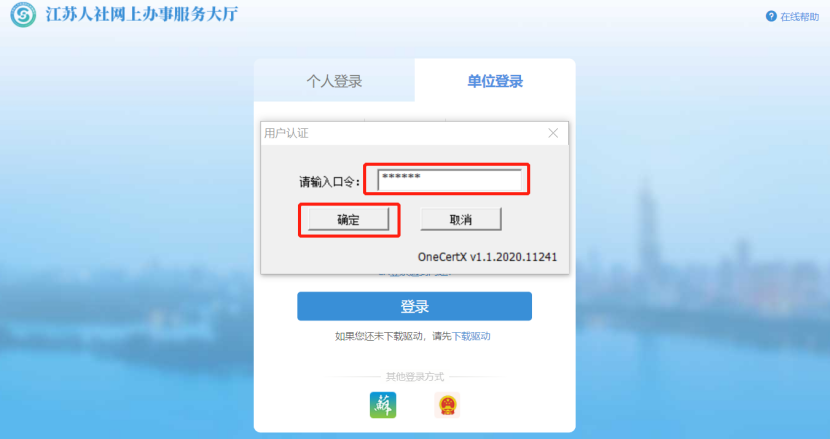 江苏人社网上办事服务大厅
在线帮助
个人登录
单位登录
用户认证
请输入口令:
******
确定
取消
OneCertX v1.1.2020.11241
登录
如果您还未下载驱动，请先下载驱动
其他登录方式